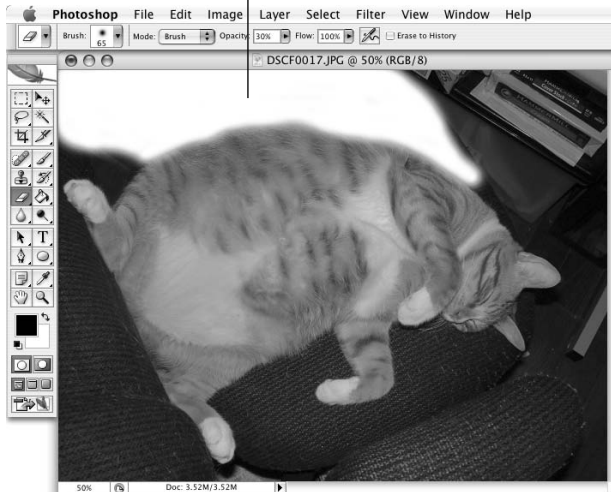 Photoshop File Edit Image Layer Select Filter View Window Help
Brush: 65 Mode: Brush Opacity: 30% Flow: 100% Erase to History
DSCF0017.JPG @ 50% (RGB/8)
T
50% Doc: 3.52M/3.52M